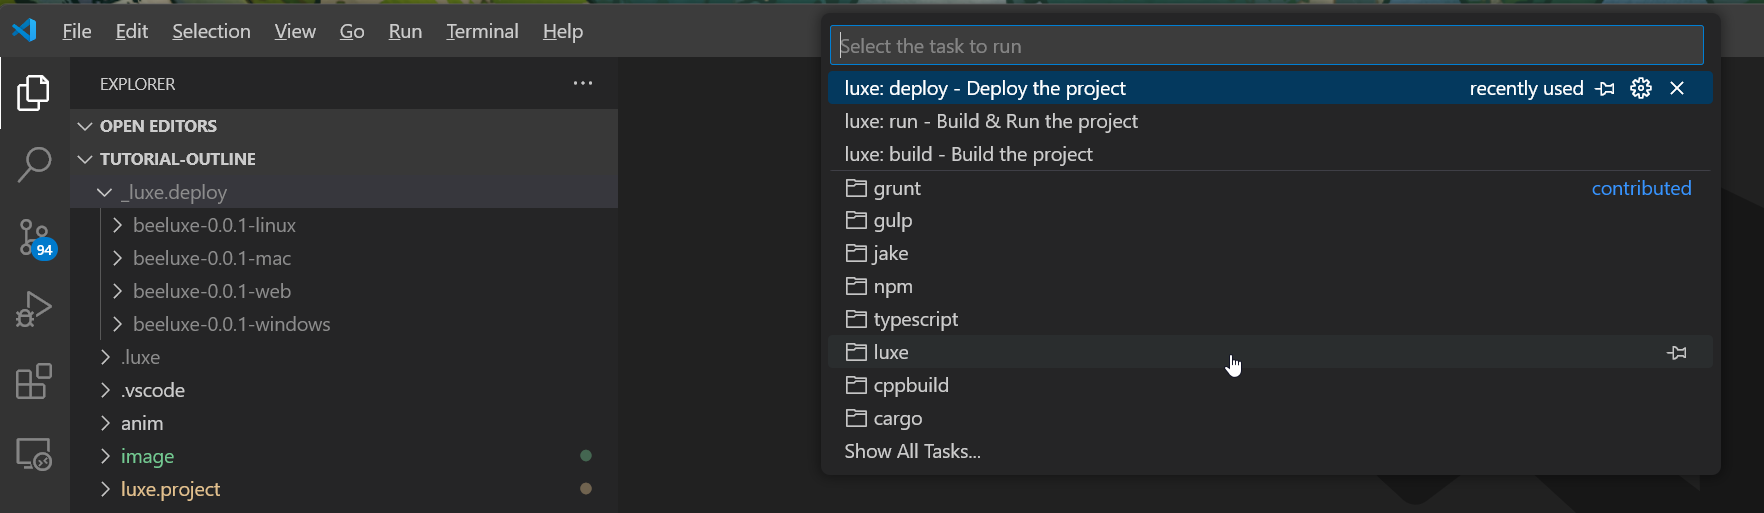 File Edit Selection View Go Run Terminal Help
EXPLORER
OPEN EDITORS
TUTORIAL-OUTLINE
_luxe.deploy
beeluxe-0.0.1-linux
beeluxe-0.0.1-mac
beeluxe-0.0.1-web
beeluxe-0.0.1-windows
.luxe
.vscode
anim
image
luxe.project
94
Select the task to run
luxe: deploy - Deploy the project recently used
luxe: run - Build & Run the project
luxe: build - Build the project
grunt contributed
gulp
jake
npm
typescript
luxe
cppbuild
cargo
Show All Tasks...